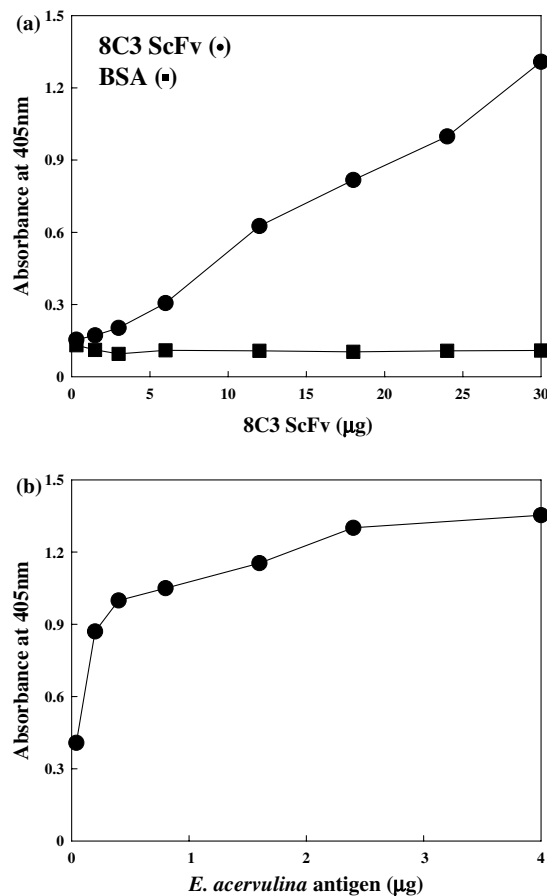 (a)
8C3 ScFv (●)
BSA (■)
1.5
1.2
0.9
0.6
0.3
0
Absorbance at 405nm
0 5 10 15 20 25 30
8C3 ScFv (µg)
(b)
1.5
1.2
0.9
0.6
0.3
0
Absorbance at 405nm
0 1 2 3 4
E. acervulina antigen (µg)